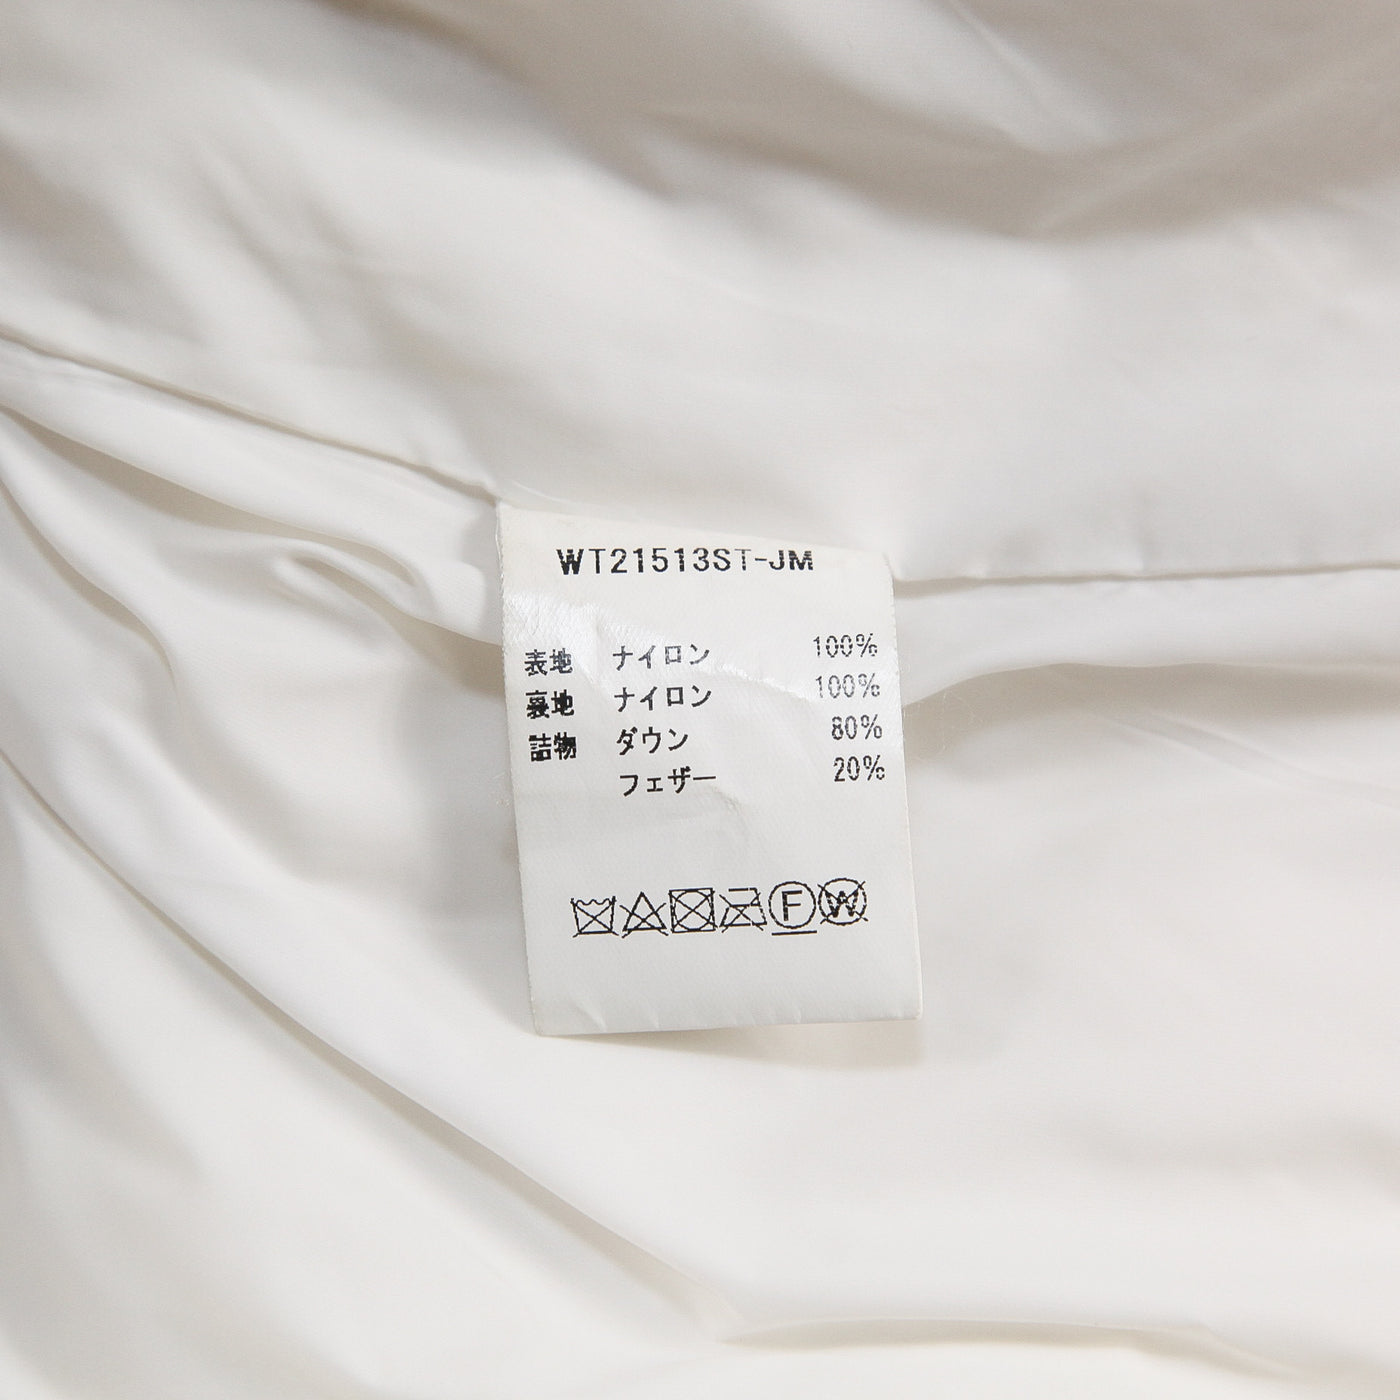 WT21513ST-JM
表地 ナイロン 100%
裏地 ナイロン 100%
詰物 ダウン 80%
フェザー 20%
F W